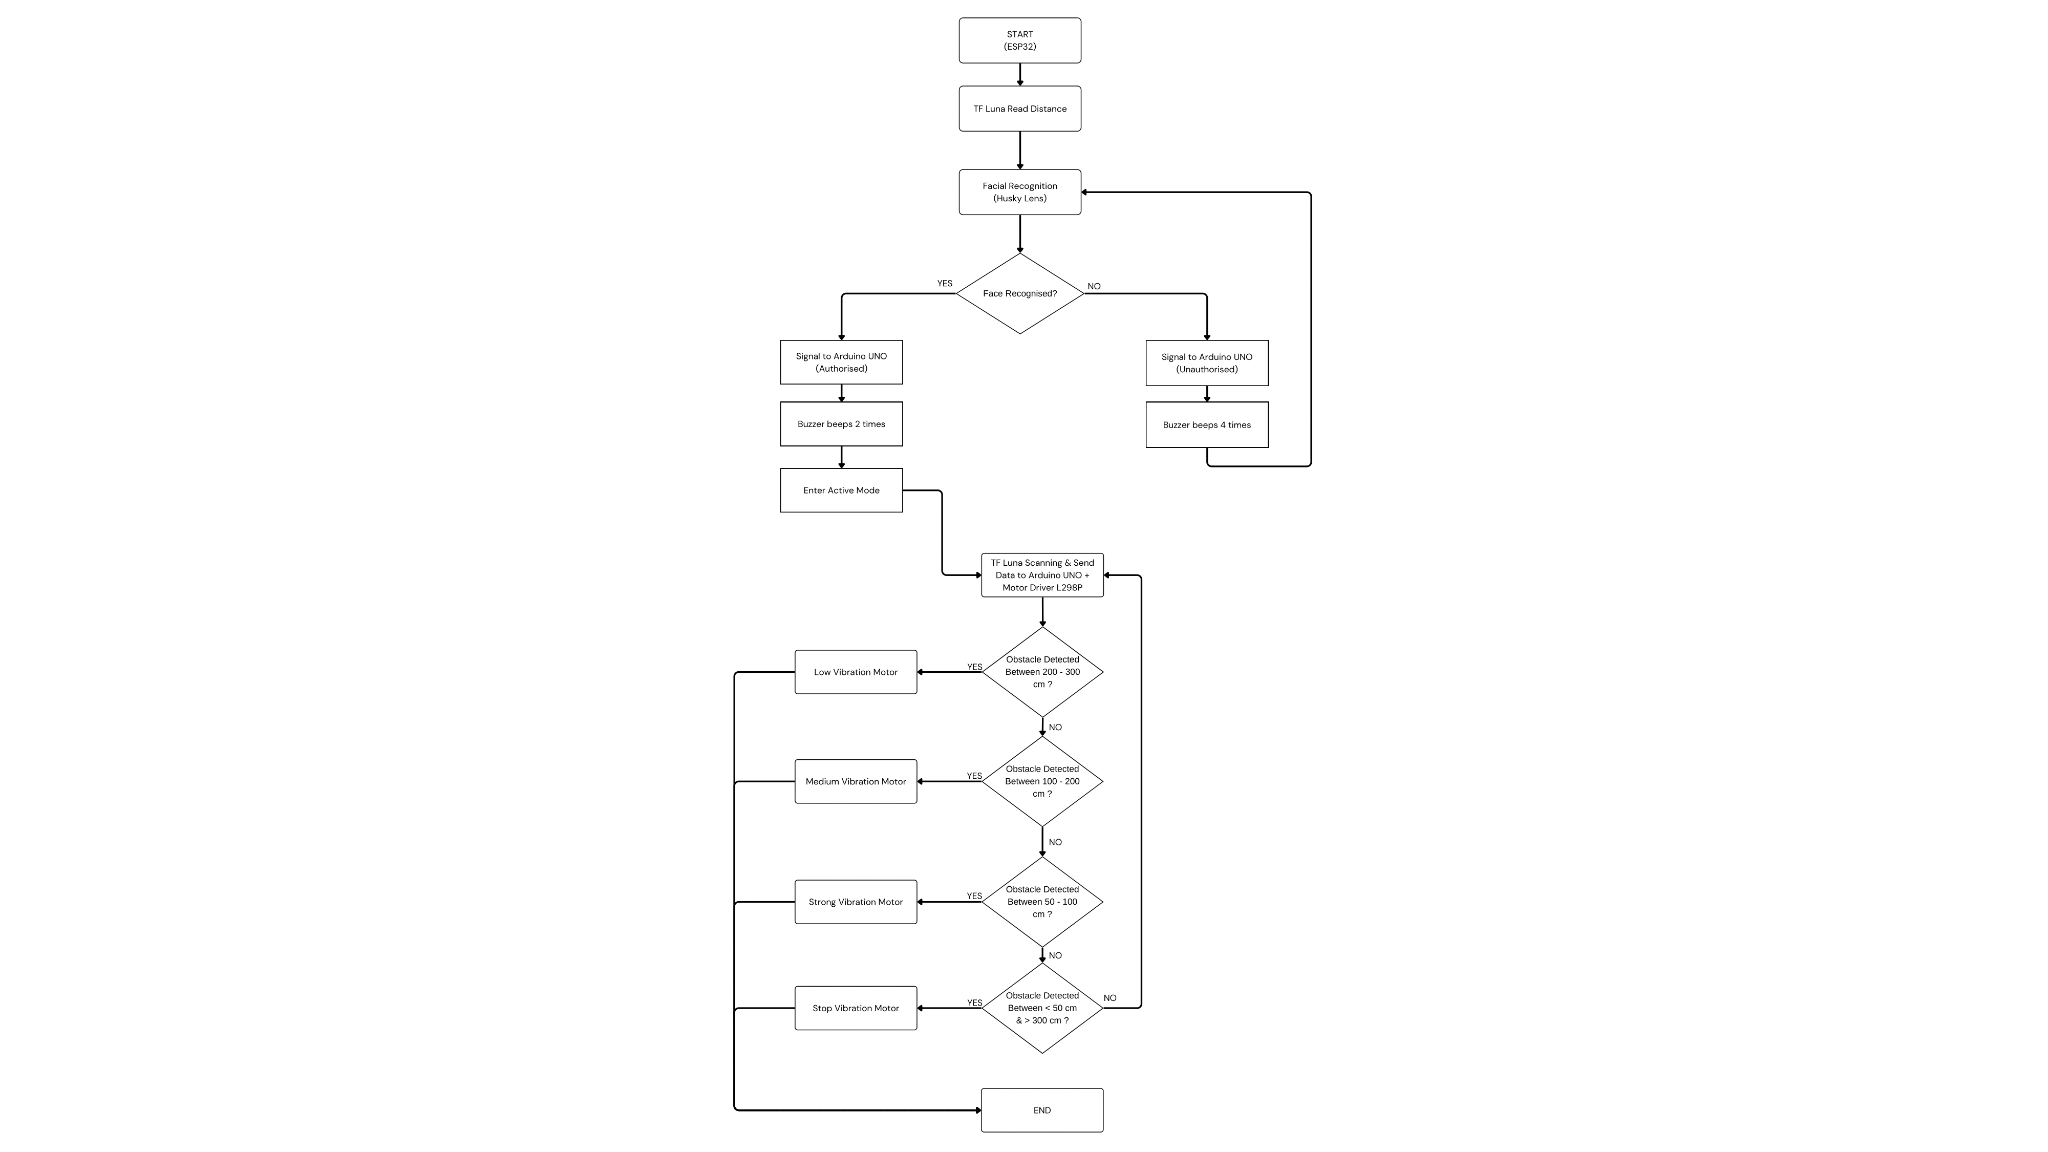 START
(ESP32)
TF Luna Read Distance
Facial Recognition
(Husky Lens)
Face Recognised?
YES
NO
Signal to Arduino UNO
(Authorised)
Signal to Arduino UNO
(Unauthorised)
Buzzer beeps 2 times
Buzzer beeps 4 times
Enter Active Mode
TF Luna Scanning & Send
Data to Arduino UNO +
Motor Driver L298P
Obstacle Detected
Between 200 - 300
cm ?
YES
Low Vibration Motor
NO
Obstacle Detected
Between 100 - 200
cm ?
YES
Medium Vibration Motor
NO
Obstacle Detected
Between 50 - 100
cm ?
YES
Strong Vibration Motor
NO
Obstacle Detected
Between < 50 cm
& > 300 cm ?
YES
NO
Stop Vibration Motor
END